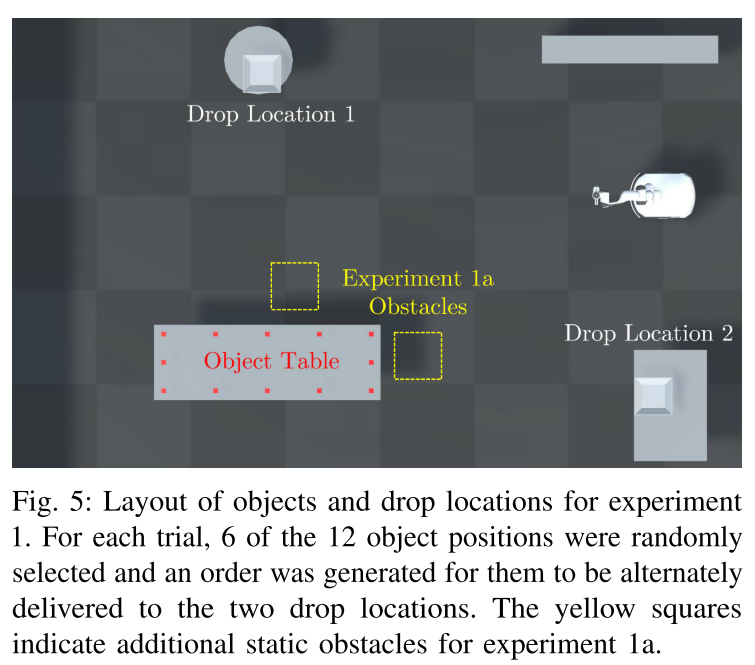 Drop Location 1
Experiment 1a
Obstacles
Drop Location 2
Object Table
Fig. 5: Layout of objects and drop locations for experiment
1. For each trial, 6 of the 12 object positions were randomly
selected and an order was generated for them to be alternately
delivered to the two drop locations. The yellow squares
indicate additional static obstacles for experiment 1a.